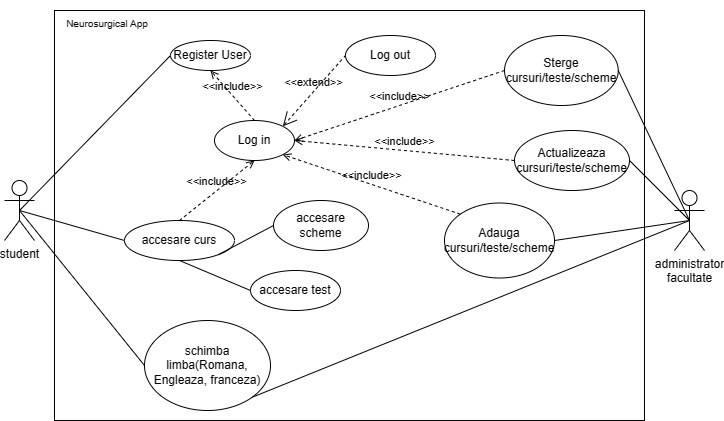 Neurosurgical App
Register User
Log out
Sterge
cursuri/teste/scheme
<<include>>
<<extend>>
<<include>>
Log in
<<include>>
Actualizeaza
cursuri/teste/scheme
<<include>>
<<include>>
student
accesare curs
accesare
scheme
Adauga
cursuri/teste/scheme
administrator
facultate
accesare test
schimba
limba(Romana,
Engleaza, franceza)